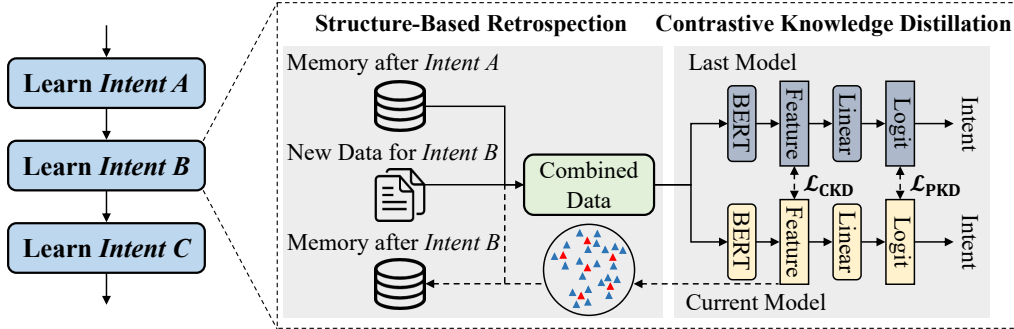 Structure-Based Retrospection
Contrastive Knowledge Distillation
Learn Intent A
Learn Intent B
Learn Intent C
Memory after Intent A
New Data for Intent B
Memory after Intent B
Combined
Data
Last Model
BERT
Feature
Linear
Logit
Intent
ℒCKD
ℒPKD
BERT
Feature
Linear
Logit
Intent
Current Model